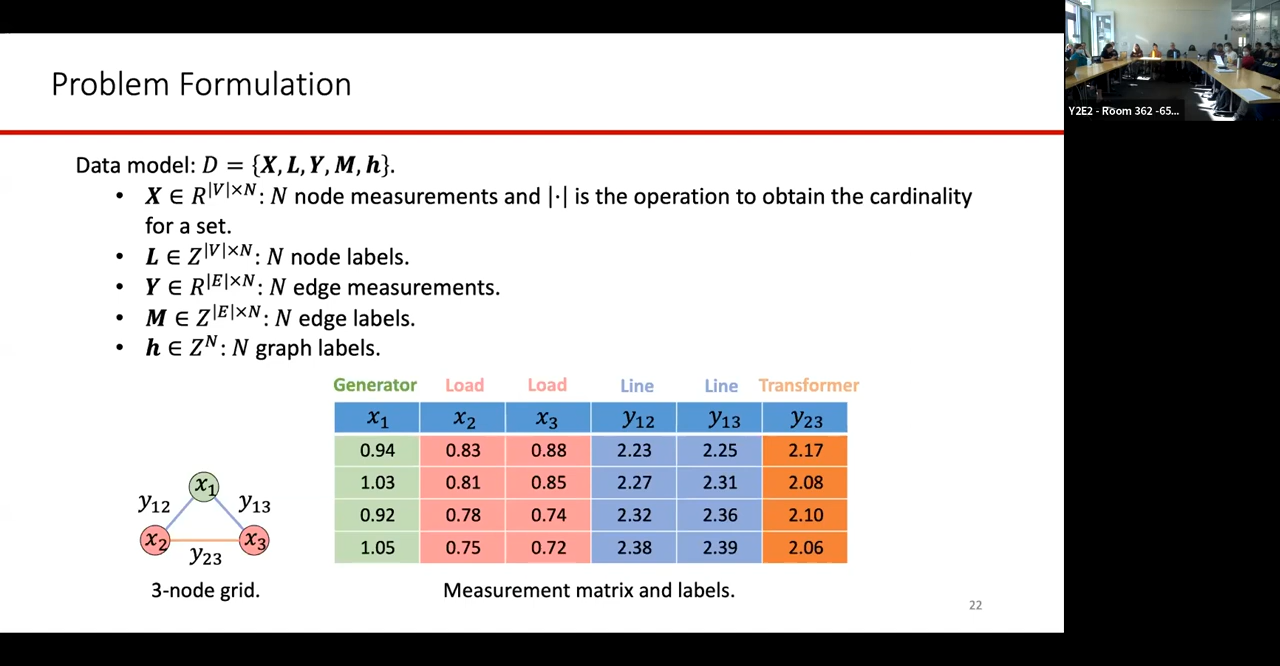 Problem Formulation
Y2E2 - Room 362 -65...
Data model: D = {X, L, Y, M, h}.
• X ∈ R^{|V|×N}: N node measurements and |·| is the operation to obtain the cardinality
for a set.
• L ∈ Z^{|V|×N}: N node labels.
• Y ∈ R^{|E|×N}: N edge measurements.
• M ∈ Z^{|E|×N}: N edge labels.
• h ∈ Z^N: N graph labels.
Generator Load Load Line Line Transformer
x₁ x₂ x₃ y₁₂ y₁₃ y₂₃
0.94 0.83 0.88 2.23 2.25 2.17
1.03 0.81 0.85 2.27 2.31 2.08
0.92 0.78 0.74 2.32 2.36 2.10
1.05 0.75 0.72 2.38 2.39 2.06
x₁
y₁₂ y₁₃
x₂ x₃
y₂₃
3-node grid.
Measurement matrix and labels.
22